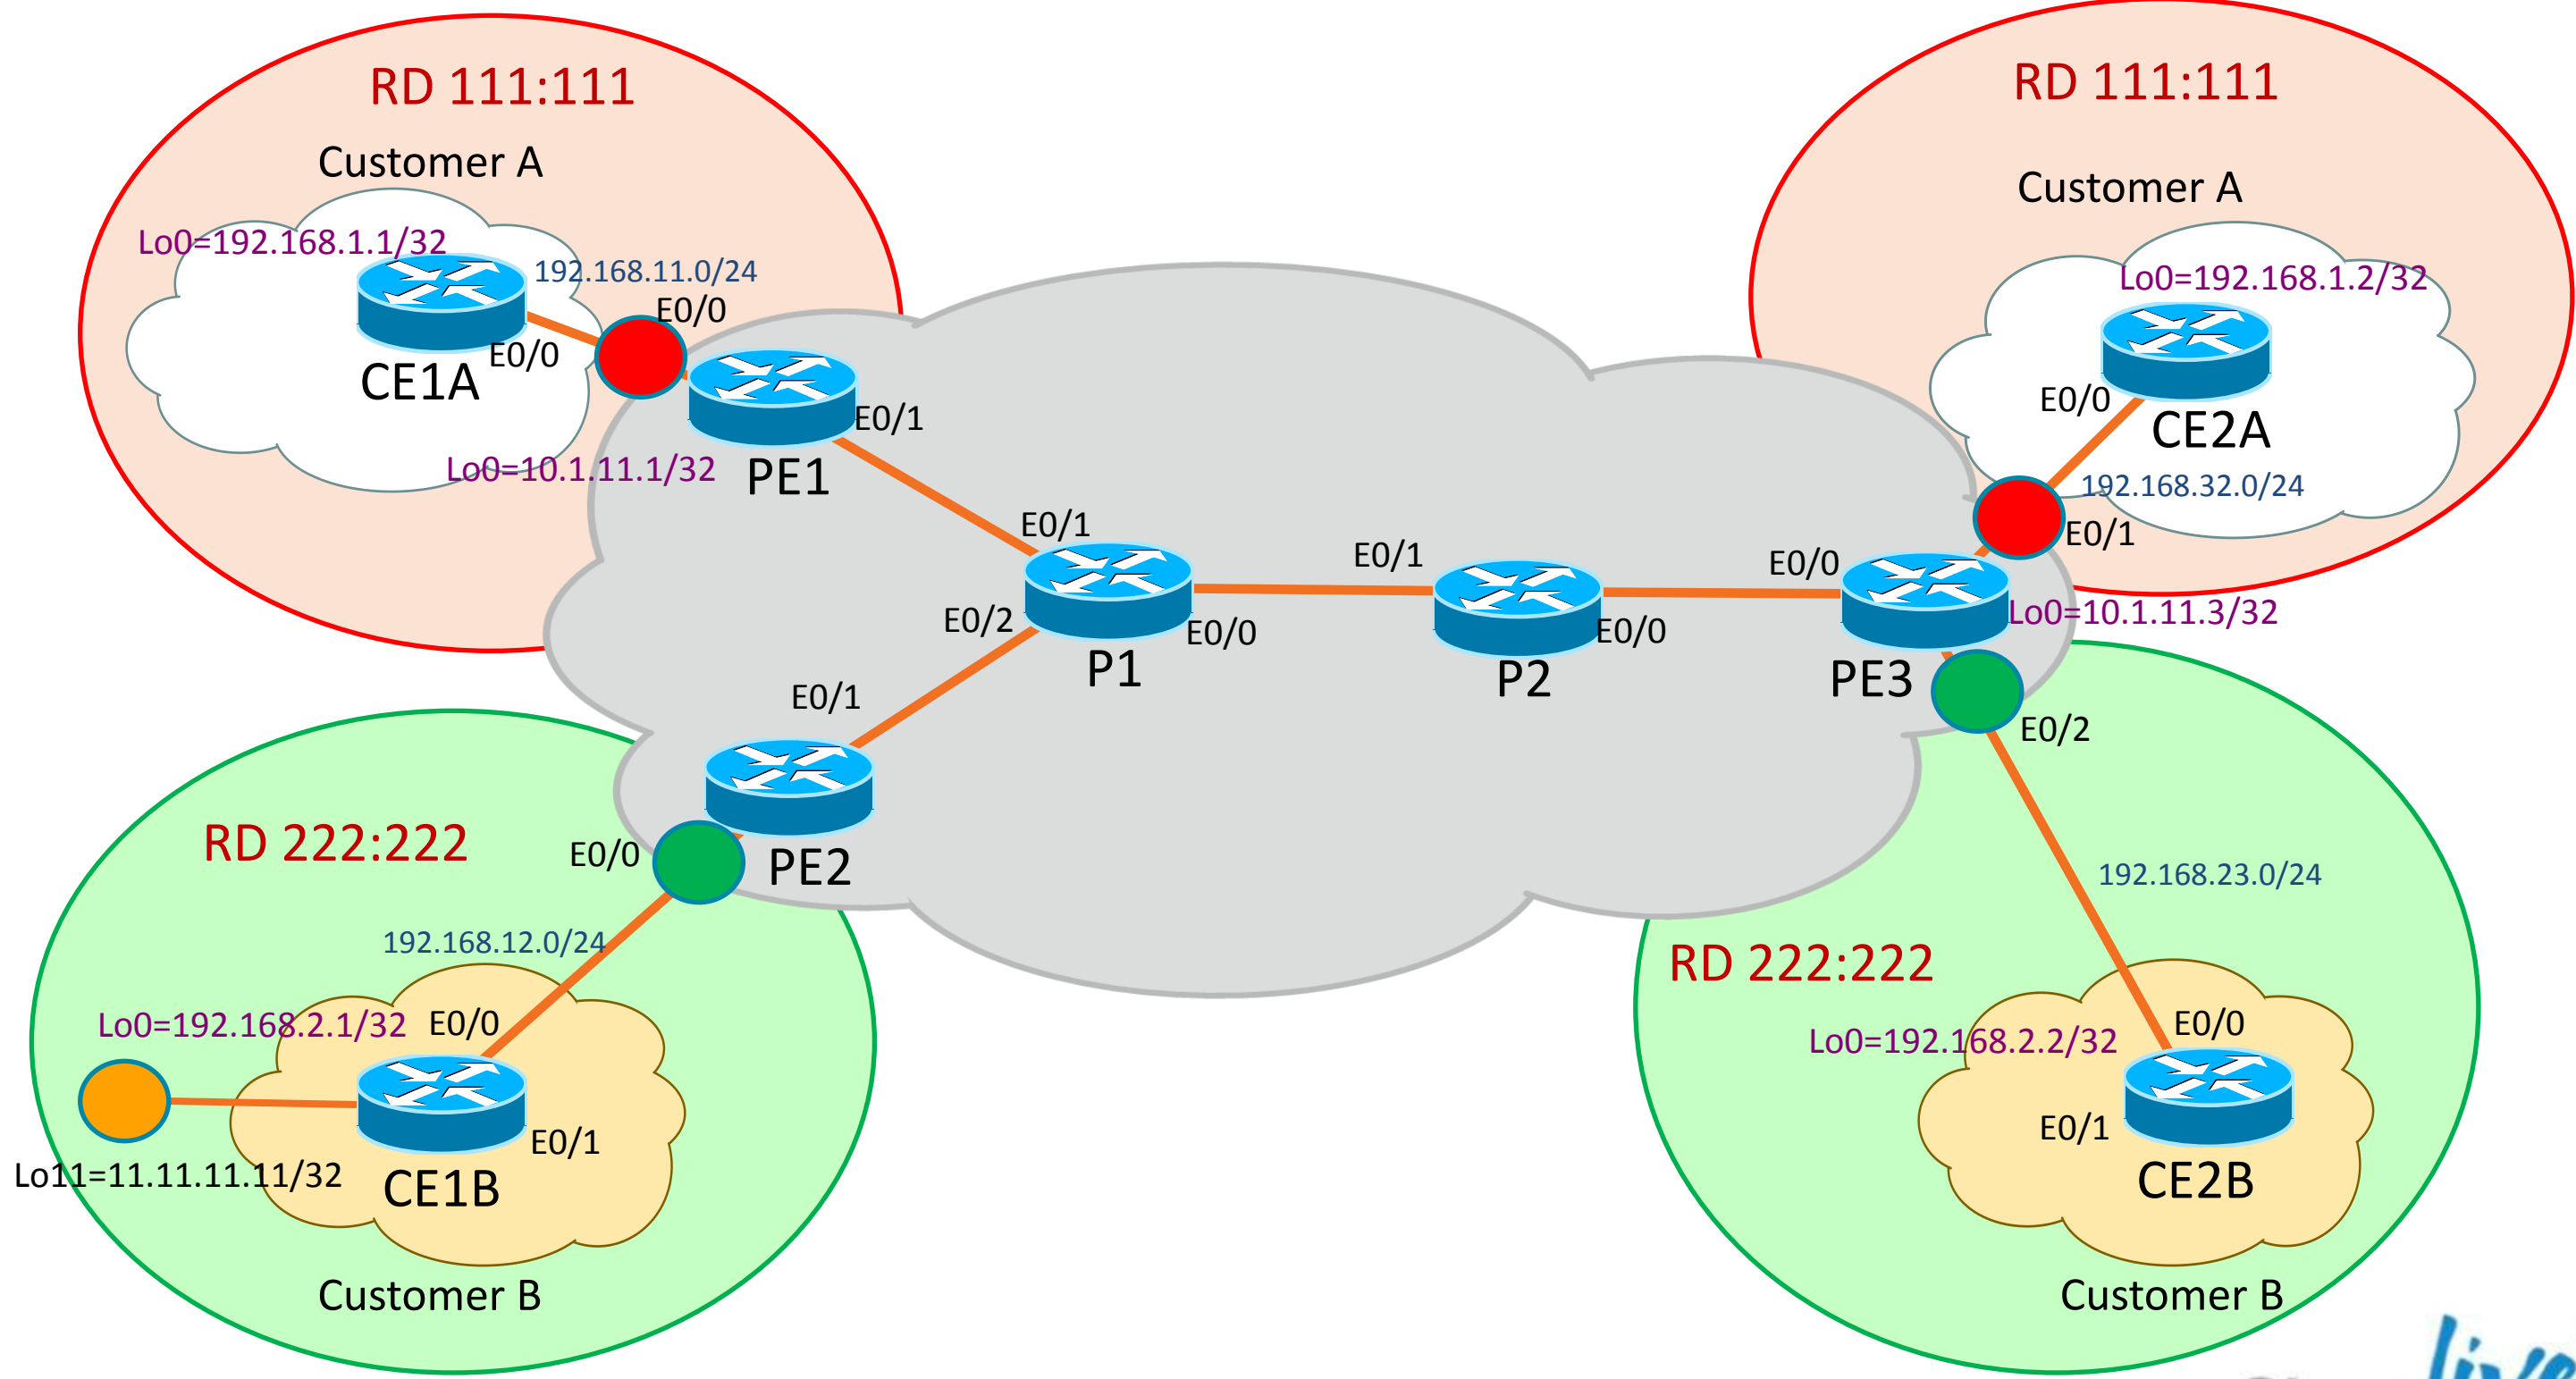 RD 111:111
Customer A
Lo0=192.168.1.1/32
192.168.11.0/24
E0/0
E0/0
CE1A
Lo0=10.1.11.1/32
PE1
E0/1
RD 111:111
Customer A
Lo0=192.168.1.2/32
E0/0
CE2A
192.168.32.0/24
E0/1
E0/1
E0/2
P1
E0/0
E0/1
P2
E0/0
E0/0
PE3
Lo0=10.1.11.3/32
E0/2
E0/1
PE2
E0/0
RD 222:222
192.168.12.0/24
Lo0=192.168.2.1/32
E0/0
E0/1
Lo11=11.11.11.11/32
CE1B
Customer B
192.168.23.0/24
RD 222:222
Lo0=192.168.2.2/32
E0/0
E0/1
CE2B
Customer B